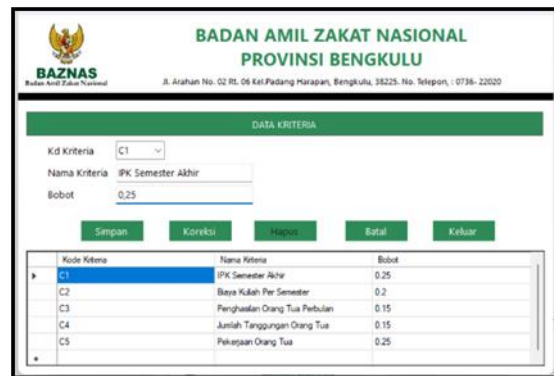 BADAN AMIL ZAKAT NASIONAL
PROVINSI BENGKULU
BAZNAS
Badan Amil Zakat Nasional
Jl. Arahan No. 02 Rt. 06 Kel.Padang Harapan, Bengkulu, 38225. No. Telepon, : 0736- 22020
DATA KRITERIA
Kd Kriteria C1
Nama Kriteria IPK Semester Akhir
Bobot 0,25
Simpan Koreksi Hapus Batal Keluar
Kode Kriteria Nama Kriteria Bobot
C1 IPK Semester Akhir 0.25
C2 Biaya Kuliah Per Semester 0.2
C3 Penghasilan Orang Tua Perbulan 0.15
C4 Jumlah Tanggungan Orang Tua 0.15
C5 Pekerjaan Orang Tua 0.25